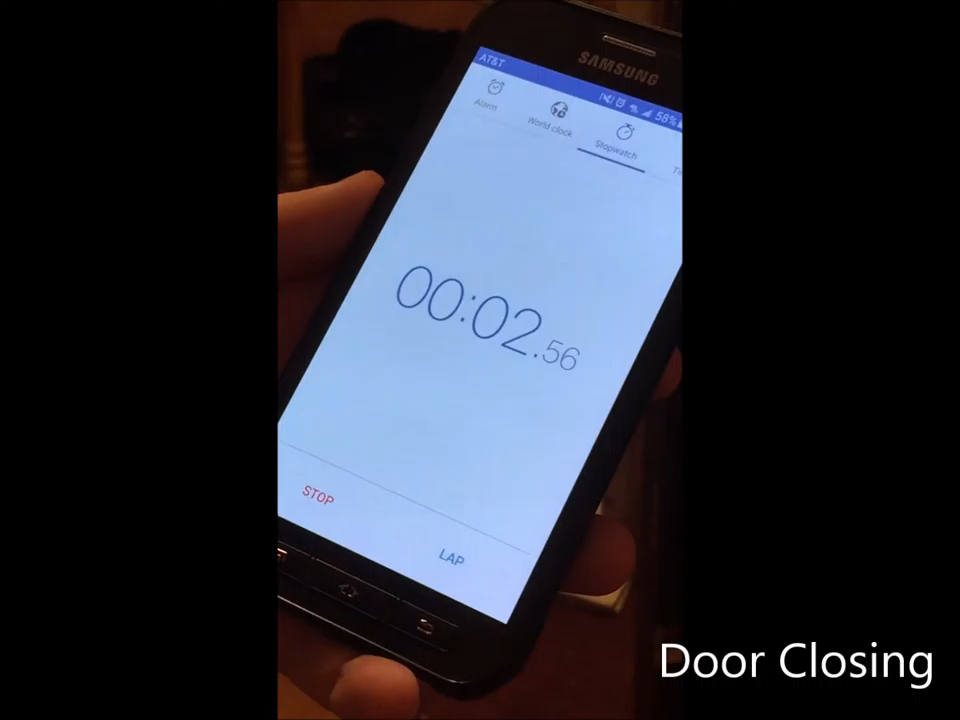 SAMSUNG
AT&T
58%
Alarm
World clock
Stopwatch
00:02.56
STOP
LAP
Door Closing